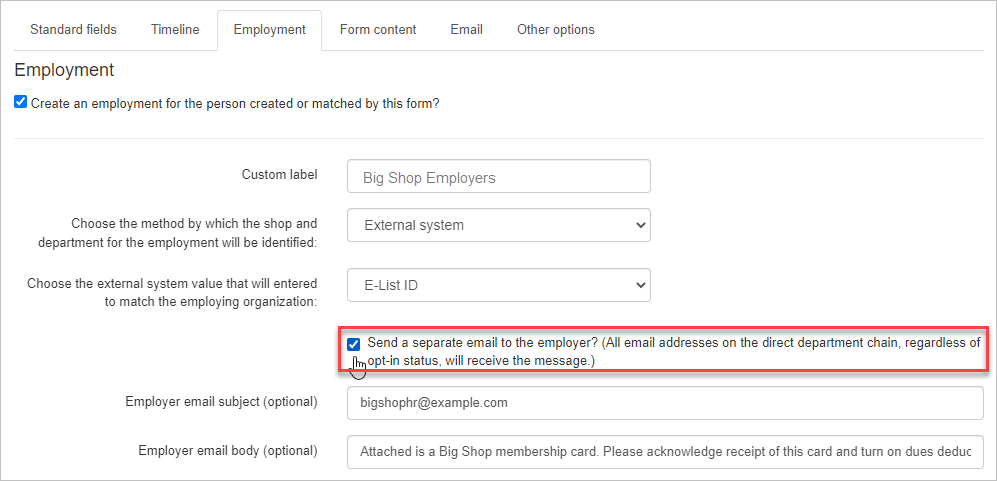 Standard fields Timeline Employment Form content Email Other options
Employment
Create an employment for the person created or matched by this form?
Custom label Big Shop Employers
Choose the method by which the shop and
department for the employment will be identified:
External system
Choose the external system value that will entered
to match the employing organization:
E-List ID
Send a separate email to the employer? (All email addresses on the direct department chain, regardless of
opt-in status, will receive the message.)
Employer email subject (optional) bigshophr@example.com
Employer email body (optional) Attached is a Big Shop membership card. Please acknowledge receipt of this card and turn on dues deduc